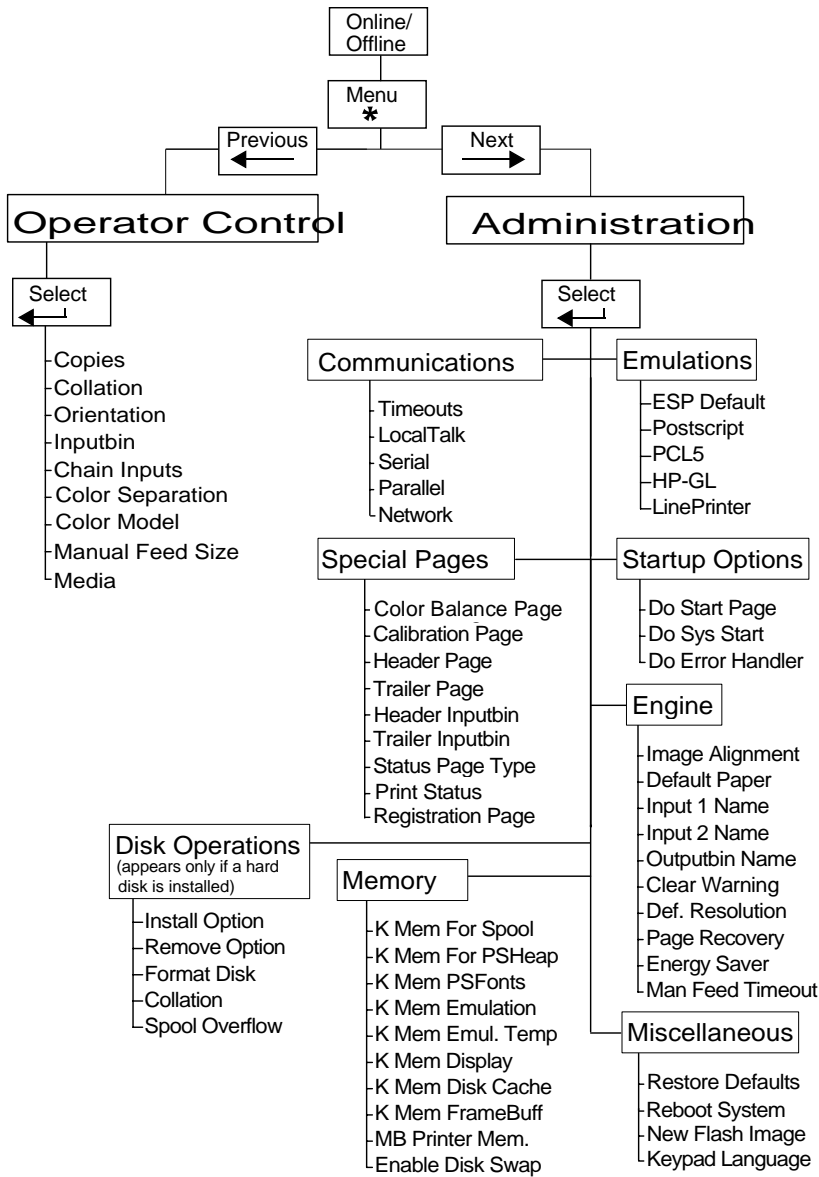 Online/
Offline
Menu
*
Previous
Next
Operator Control
Administration
Select
Select
Copies
Collation
Orientation
Inputbin
Chain Inputs
Color Separation
Color Model
Manual Feed Size
Media
Communications
Timeouts
LocalTalk
Serial
Parallel
Network
Emulations
ESP Default
Postscript
PCL5
HP-GL
LinePrinter
Special Pages
Color Balance Page
Calibration Page
Header Page
Trailer Page
Header Inputbin
Trailer Inputbin
Status Page Type
Print Status
Registration Page
Startup Options
Do Start Page
Do Sys Start
Do Error Handler
Engine
Image Alignment
Default Paper
Input 1 Name
Input 2 Name
Outputbin Name
Clear Warning
Def. Resolution
Page Recovery
Energy Saver
Man Feed Timeout
Disk Operations
(appears only if a hard
disk is installed)
Install Option
Remove Option
Format Disk
Collation
Spool Overflow
Memory
K Mem For Spool
K Mem For PSHeap
K Mem PSFonts
K Mem Emulation
K Mem Emul. Temp
K Mem Display
K Mem Disk Cache
K Mem FrameBuff
MB Printer Mem.
Enable Disk Swap
Miscellaneous
Restore Defaults
Reboot System
New Flash Image
Keypad Language